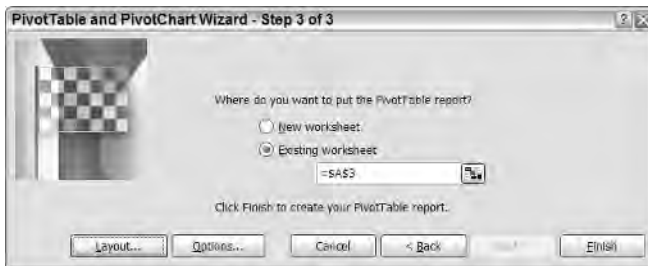 PivotTable and PivotChart Wizard - Step 3 of 3
Where do you want to put the PivotTable report?
New worksheet
Existing worksheet
=$A$3
Click Finish to create your PivotTable report.
Layout... Options... Cancel < Back Finish